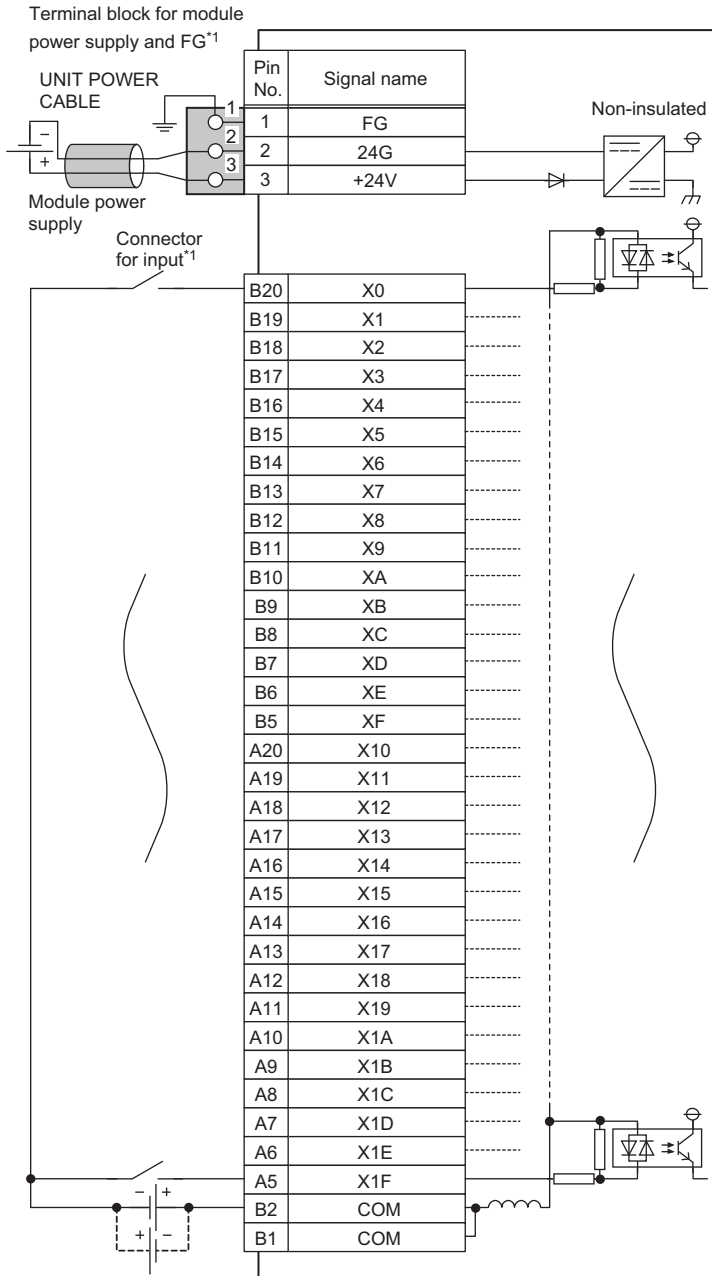 Terminal block for module
power supply and FG*1
UNIT POWER
CABLE
Pin
No.
Signal name
Non-insulated
1
1 FG
2
2 24G
3
3 +24V
−
+
Module power
supply
Connector
for input*1
B20 X0
B19 X1
B18 X2
B17 X3
B16 X4
B15 X5
B14 X6
B13 X7
B12 X8
B11 X9
B10 XA
B9 XB
B8 XC
B7 XD
B6 XE
B5 XF
A20 X10
A19 X11
A18 X12
A17 X13
A16 X14
A15 X15
A14 X16
A13 X17
A12 X18
A11 X19
A10 X1A
A9 X1B
A8 X1C
A7 X1D
A6 X1E
A5 X1F
− +
B2 COM
+ −
B1 COM